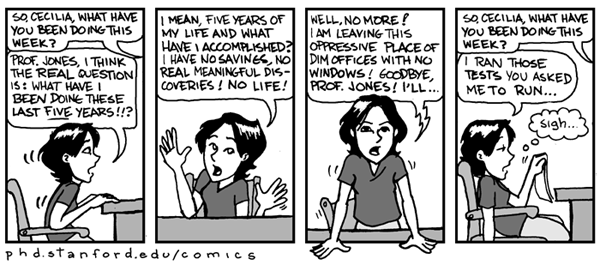 SO, CECILIA, WHAT HAVE
YOU BEEN DOING THIS
WEEK?
PROF. JONES, I THINK
THE REAL QUESTION
IS: WHAT HAVE I
BEEN DOING THESE
LAST FIVE YEARS!!?
I MEAN, FIVE YEARS OF
MY LIFE AND WHAT
HAVE I ACCOMPLISHED?
I HAVE NO SAVINGS, NO
REAL MEANINGFUL DIS-
COVERIES! NO LIFE!
WELL, NO MORE!
I AM LEAVING THIS
OPPRESSIVE PLACE OF
DIM OFFICES WITH NO
WINDOWS! GOODBYE,
PROF. JONES! I'LL...
SO, CECILIA, WHAT HAVE
YOU BEEN DOING THIS
WEEK?
I RAN THOSE
TESTS YOU ASKED
ME TO RUN...
sigh...
phd.stanford.edu/comics